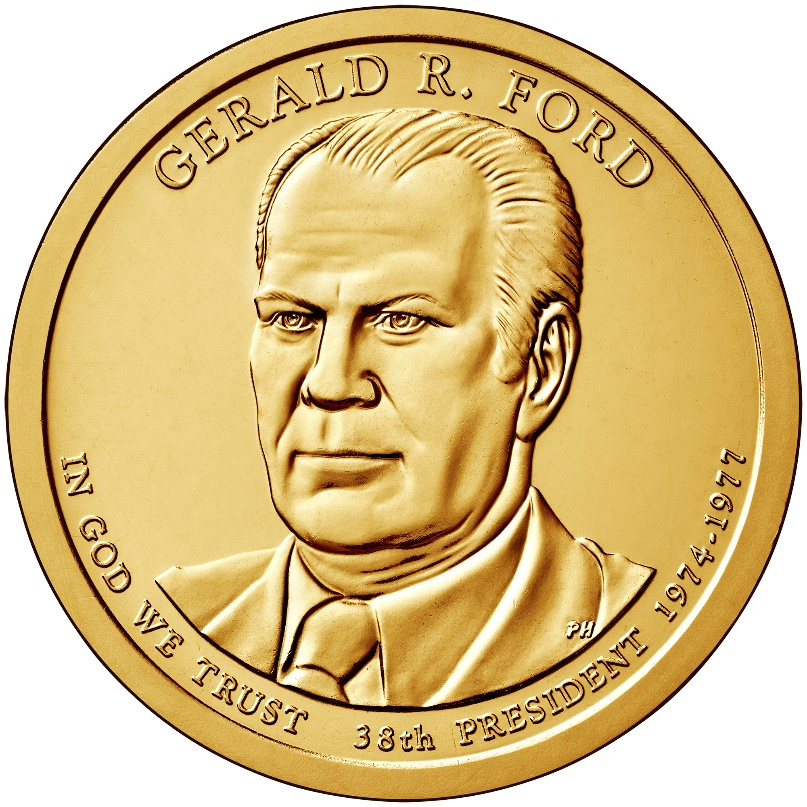 GERALD R. FORD
IN GOD WE TRUST
38th PRESIDENT 1974-1977
PH